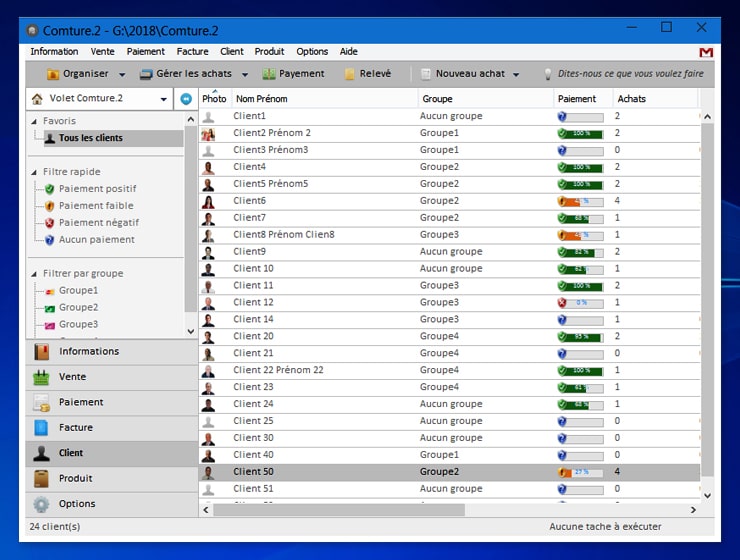 Comture.2 - G:\2018\Comture.2
Information Vente Paiement Facture Client Produit Options Aide
Organiser Gérer les achats Payement Relevé Nouveau achat Dites-nous ce que vous voulez faire
Volet Comture.2
Favoris
Tous les clients
Filtre rapide
Paiement positif
Paiement faible
Paiement négatif
Aucun paiement
Filtrer par groupe
Groupe1
Groupe2
Groupe3
Informations
Vente
Payement
Facture
Client
Produit
Options
Photo Nom Prénom Groupe Paiement Achats
Client1 Aucun groupe 2
Client2 Prénom 2 Groupe1 100 % 2
Client3 Prénom3 Groupe1 0
Client4 Groupe2 100 % 2
Client5 Prénom5 Groupe2 100 % 2
Client6 Groupe2 4
Client7 Groupe2 68 % 1
Client8 Prénom Clien8 Groupe3 1
Client9 Aucun groupe 82 % 2
Client 10 Aucun groupe 62 % 1
Client 11 Groupe3 100 % 2
Client 12 Groupe3 0 % 1
Client 14 Groupe3 1
Client 20 Groupe4 95 % 2
Client 21 Groupe4 0
Client 22 Prénom 22 Groupe4 100 % 1
Client 23 Groupe4 1
Client 24 Aucun groupe 68 % 1
Client 25 Aucun groupe 0
Client 30 Aucun groupe 0
Client 40 Groupe1 0
Client 50 Groupe2 27 % 4
Client 51 Aucun groupe 0
24 client(s) Aucune tache à exécuter